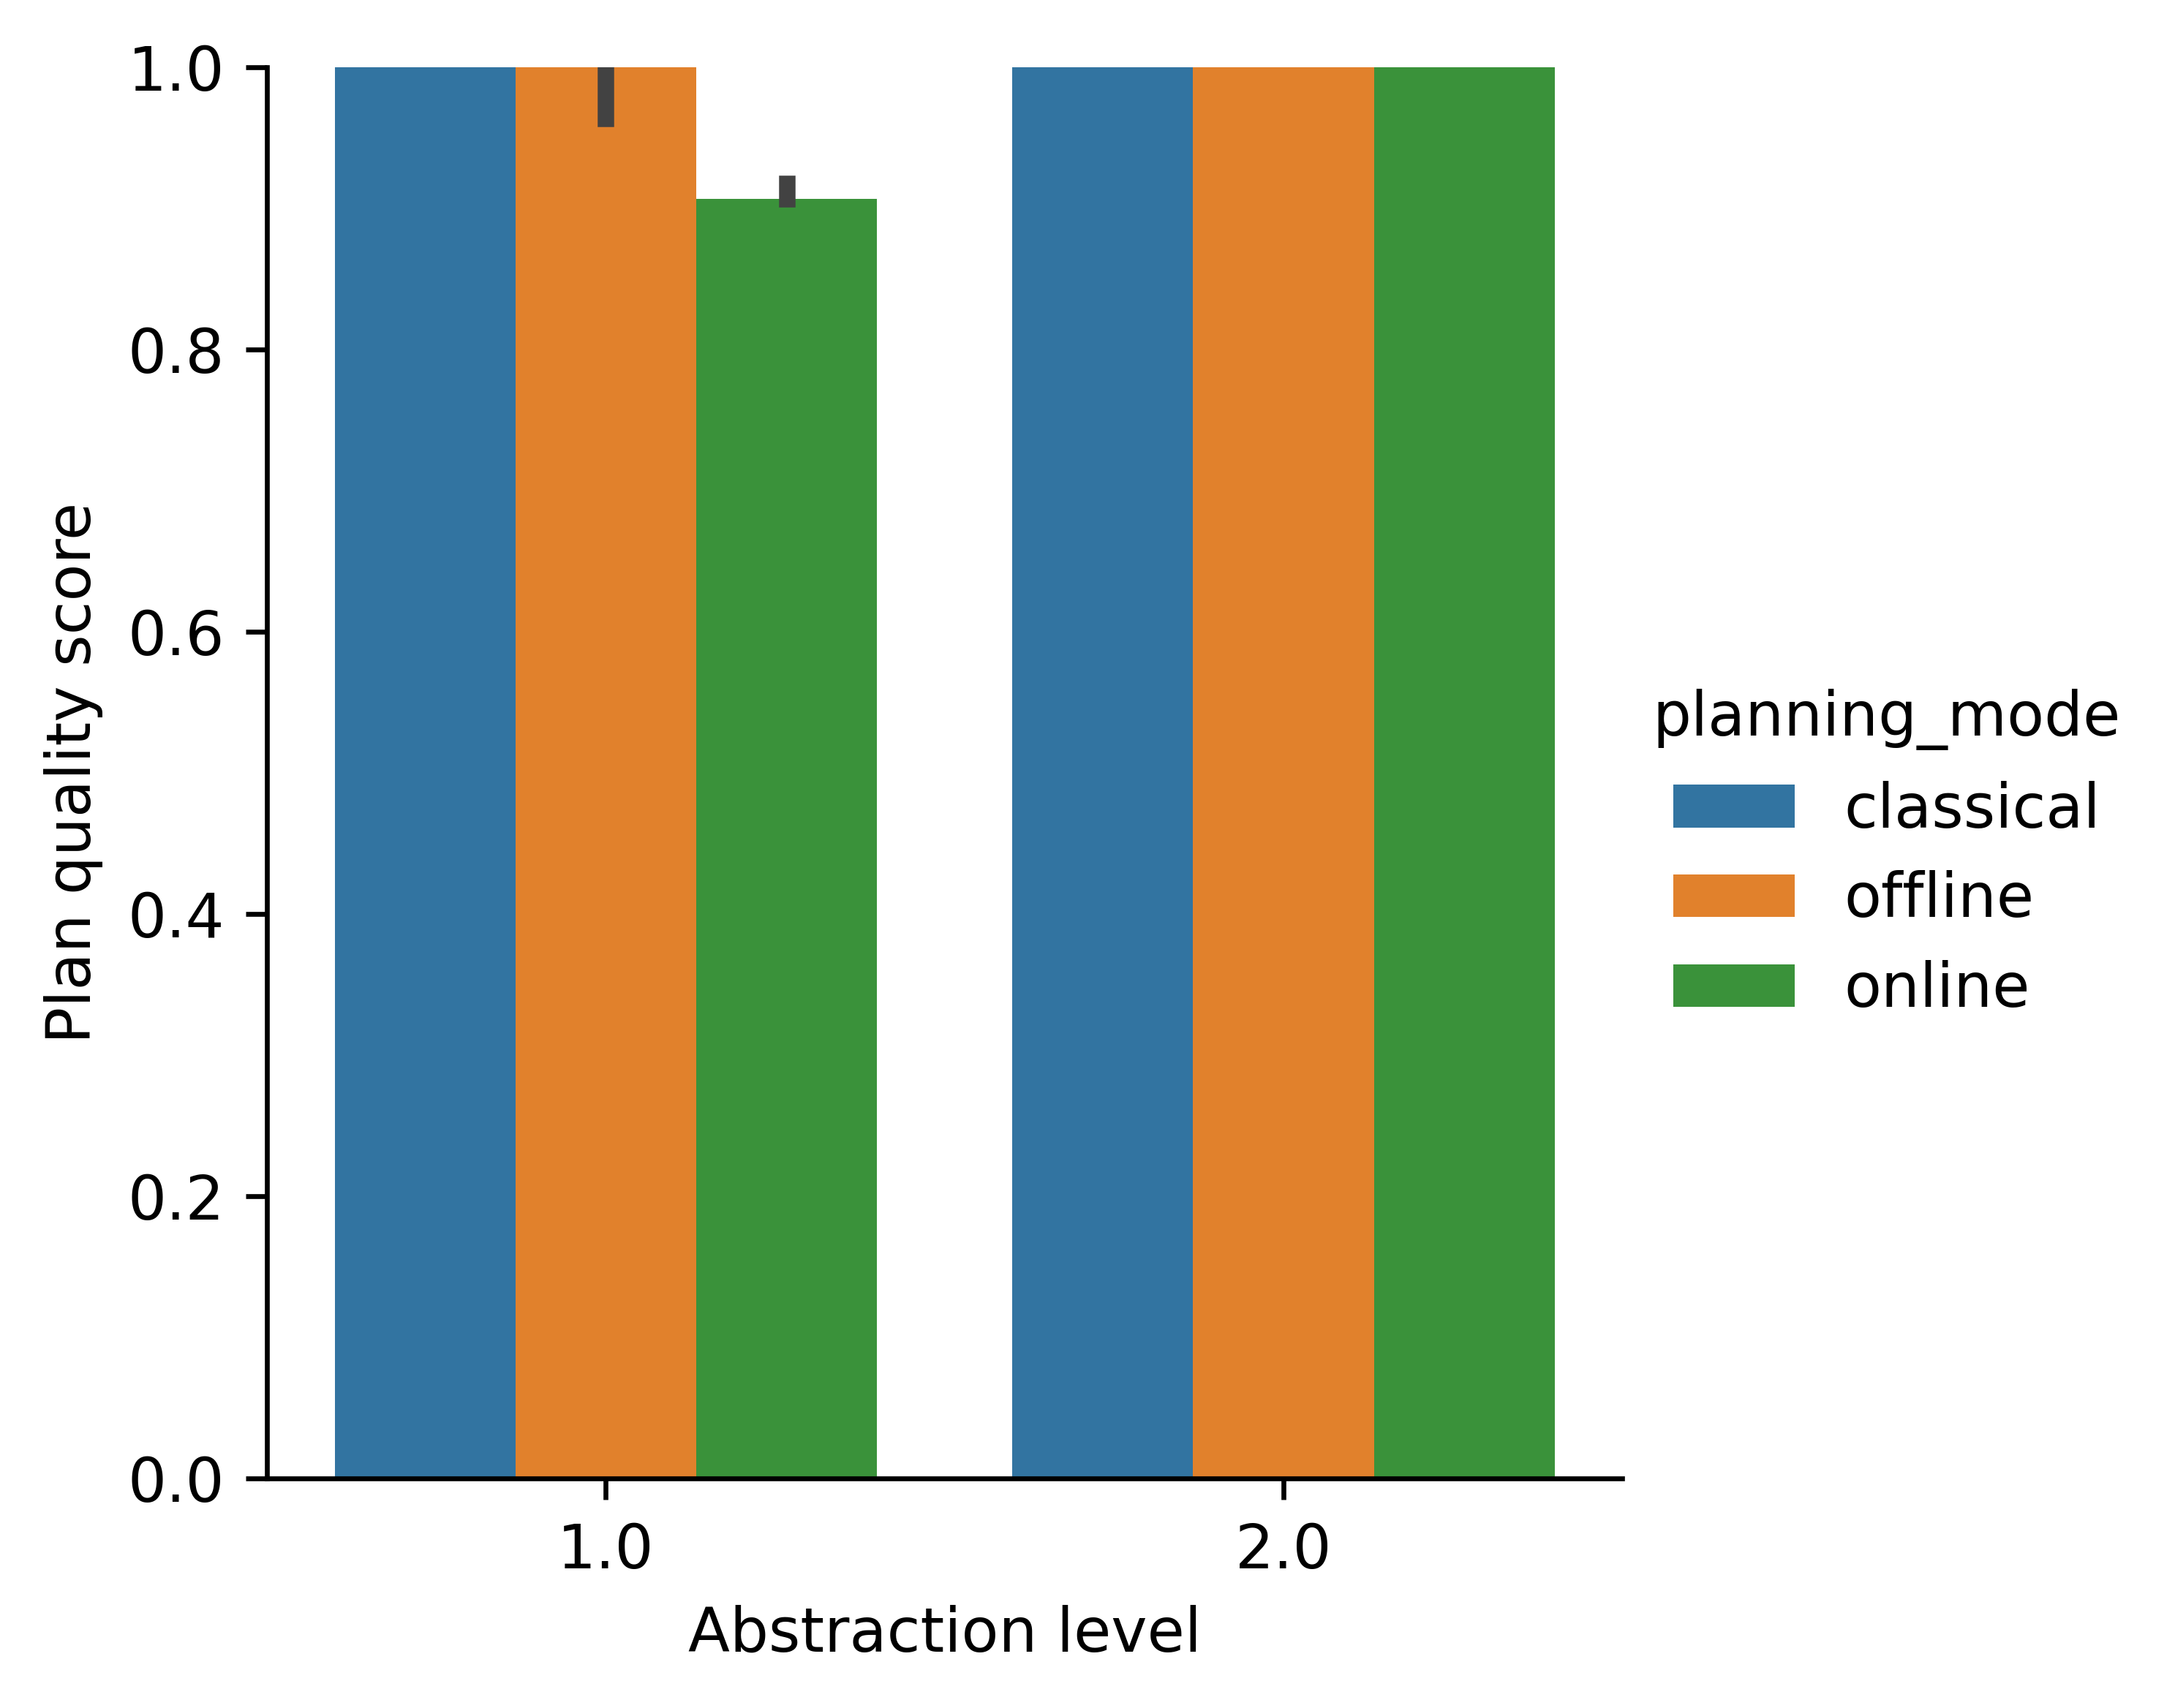 1.0
0.8
0.6
0.4
0.2
0.0
Plan quality score
1.0
2.0
Abstraction level
planning_mode
classical
offline
online